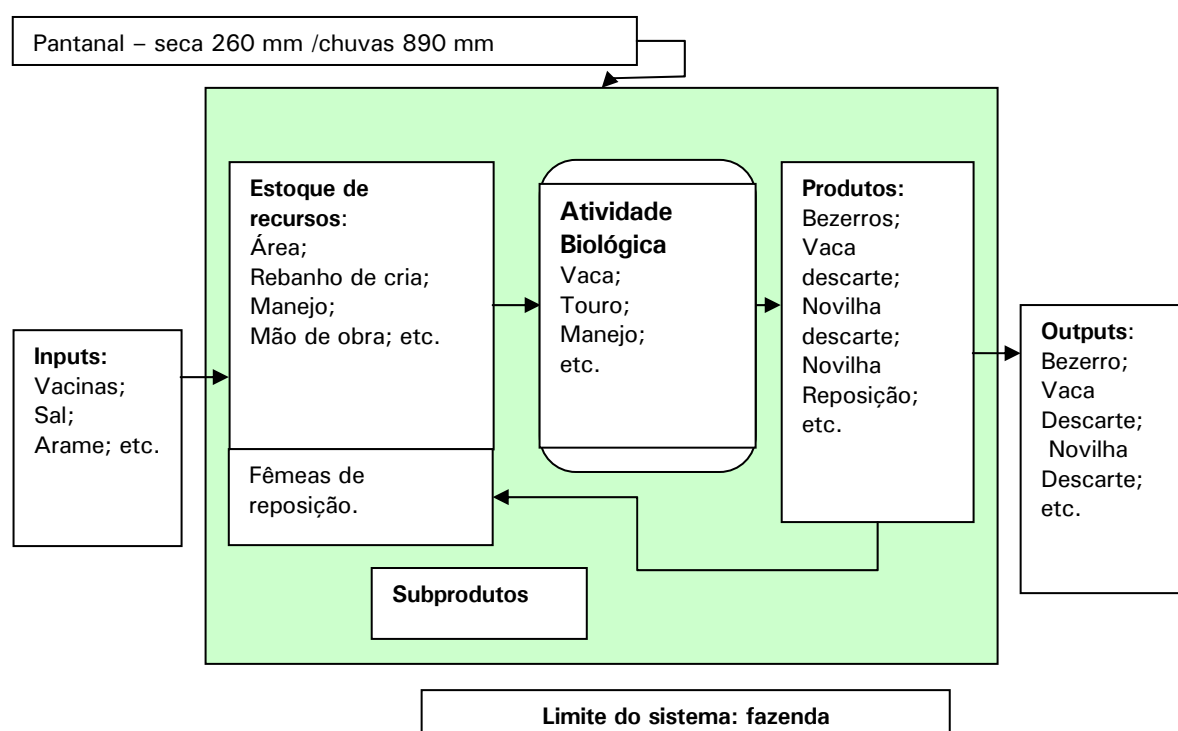 Pantanal – seca 260 mm /chuvas 890 mm
Inputs:
Vacinas;
Sal;
Arame; etc.
Estoque de
recursos:
Área;
Rebanho de cria;
Manejo;
Mão de obra; etc.
Fêmeas de
reposição.
Atividade
Biológica
Vaca;
Touro;
Manejo;
etc.
Produtos:
Bezerros;
Vaca
descarte;
Novilha
descarte;
Novilha
Reposição;
etc.
Outputs:
Bezerro;
Vaca
Descarte;
Novilha
Descarte;
etc.
Subprodutos
Limite do sistema: fazenda